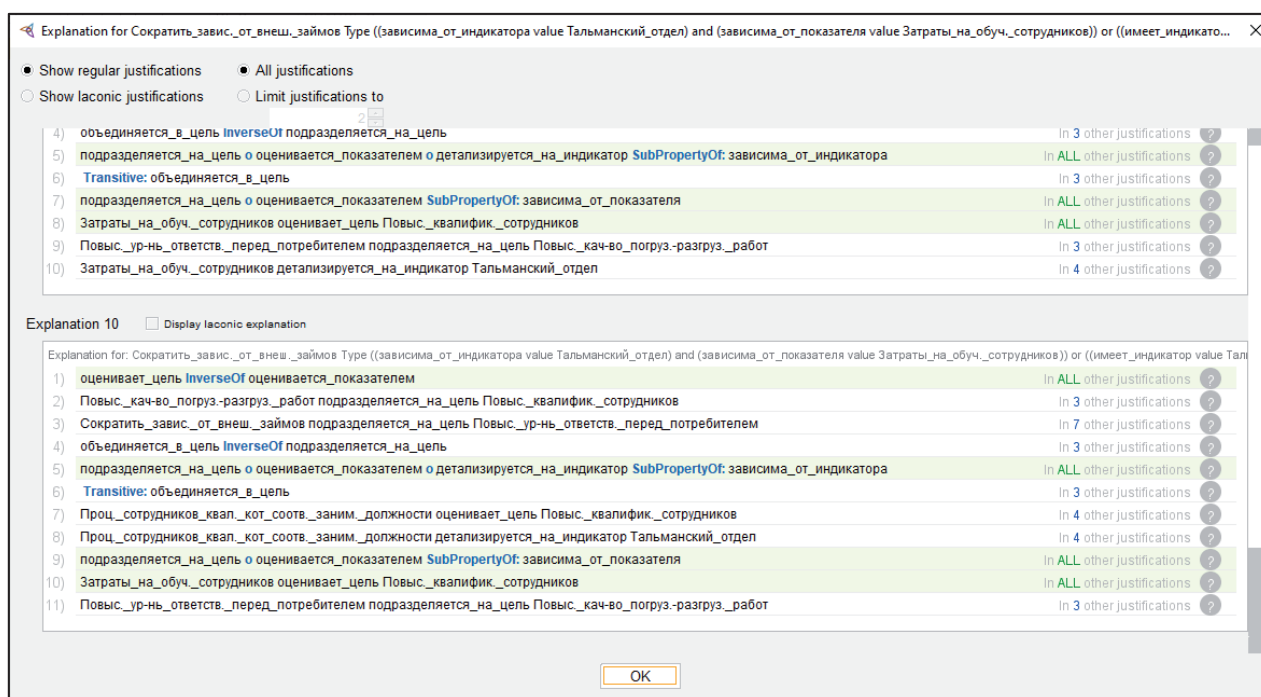 Explanation for Сократить_завис._от_внеш._займов Type ((зависима_от_индикатора value Тальманский_отдел) and (зависима_от_показателя value Затраты_на_обуч._сотрудников)) or ((имеет_индикато...
Show regular justifications All justifications
Show laconic justifications Limit justifications to
2
4) объединяется_в_цель InverseOf подразделяется_на_цель In 3 other justifications ?
5) подразделяется_на_цель o оценивается_показателем o детализируется_на_индикатор SubPropertyOf: зависима_от_индикатора In ALL other justifications ?
6) Transitive: объединяется_в_цель In 3 other justifications ?
7) подразделяется_на_цель o оценивается_показателем SubPropertyOf: зависима_от_показателя In ALL other justifications ?
8) Затраты_на_обуч._сотрудников оценивает_цель Повыс._квалифик._сотрудников In ALL other justifications ?
9) Повыс._ур-нь_ответств._перед_потребителем подразделяется_на_цель Повыс._кач-во_погруз.-разгруз._работ In 3 other justifications ?
10) Затраты_на_обуч._сотрудников детализируется_на_индикатор Тальманский_отдел In 4 other justifications ?
Explanation 10 Display laconic explanation
Explanation for: Сократить_завис._от_внеш._займов Type ((зависима_от_индикатора value Тальманский_отдел) and (зависима_от_показателя value Затраты_на_обуч._сотрудников)) or ((имеет_индикатор value Тал
1) оценивает_цель InverseOf оценивается_показателем In ALL other justifications ?
2) Повыс._кач-во_погруз.-разгруз._работ подразделяется_на_цель Повыс._квалифик._сотрудников In 3 other justifications ?
3) Сократить_завис._от_внеш._займов подразделяется_на_цель Повыс._ур-нь_ответств._перед_потребителем In 7 other justifications ?
4) объединяется_в_цель InverseOf подразделяется_на_цель In 3 other justifications ?
5) подразделяется_на_цель o оценивается_показателем o детализируется_на_индикатор SubPropertyOf: зависима_от_индикатора In ALL other justifications ?
6) Transitive: объединяется_в_цель In 3 other justifications ?
7) Проц._сотрудников_квал._кот_соотв._заним._должности оценивает_цель Повыс._квалифик._сотрудников In 4 other justifications ?
8) Проц._сотрудников_квал._кот_соотв._заним._должности детализируется_на_индикатор Тальманский_отдел In 4 other justifications ?
9) подразделяется_на_цель o оценивается_показателем SubPropertyOf: зависима_от_показателя In ALL other justifications ?
10) Затраты_на_обуч._сотрудников оценивает_цель Повыс._квалифик._сотрудников In ALL other justifications ?
11) Повыс._ур-нь_ответств._перед_потребителем подразделяется_на_цель Повыс._кач-во_погруз.-разгруз._работ In 3 other justifications ?
OK